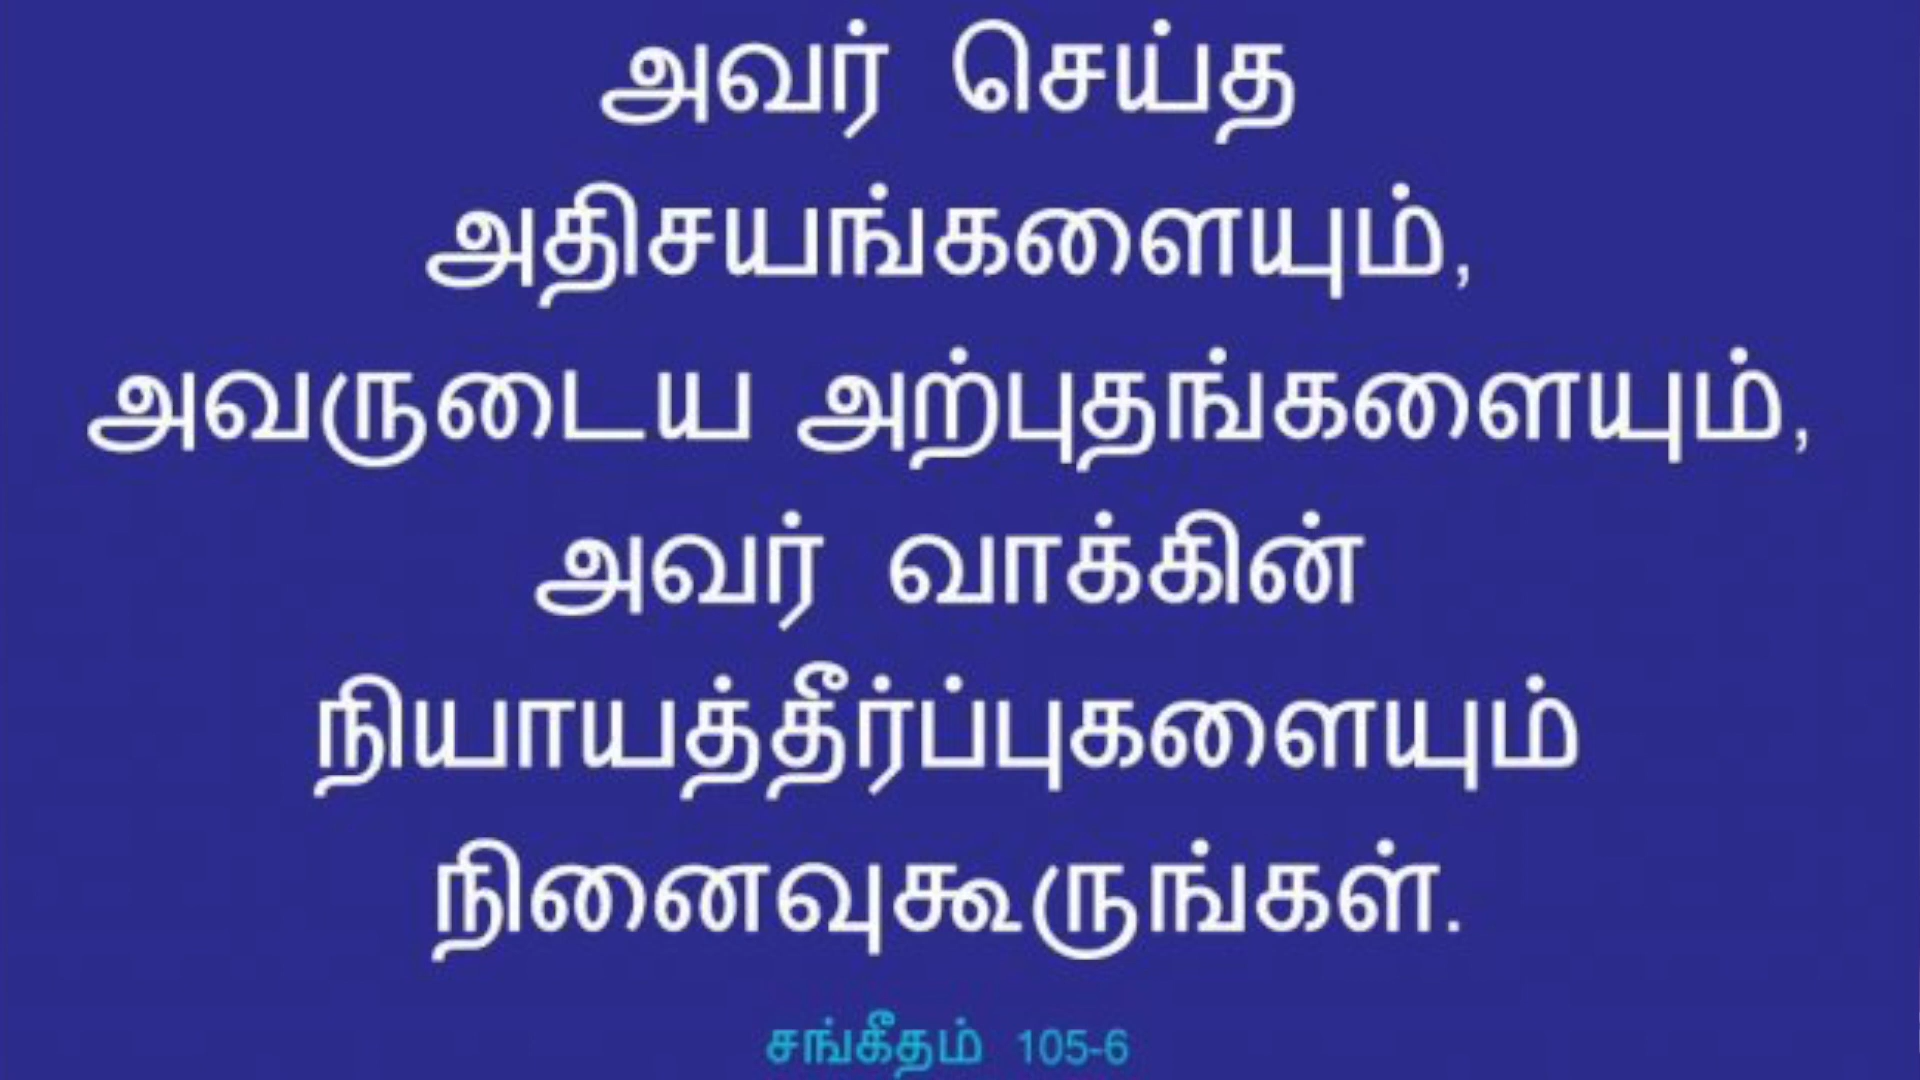 அவர் செய்த
அதிசயங்களையும்,
அவருடைய அற்புதங்களையும்,
அவர் வாக்கின்
நியாயத்தீர்ப்புகளையும்
நினைவுகூருங்கள்.
சங்கீதம் 105-6